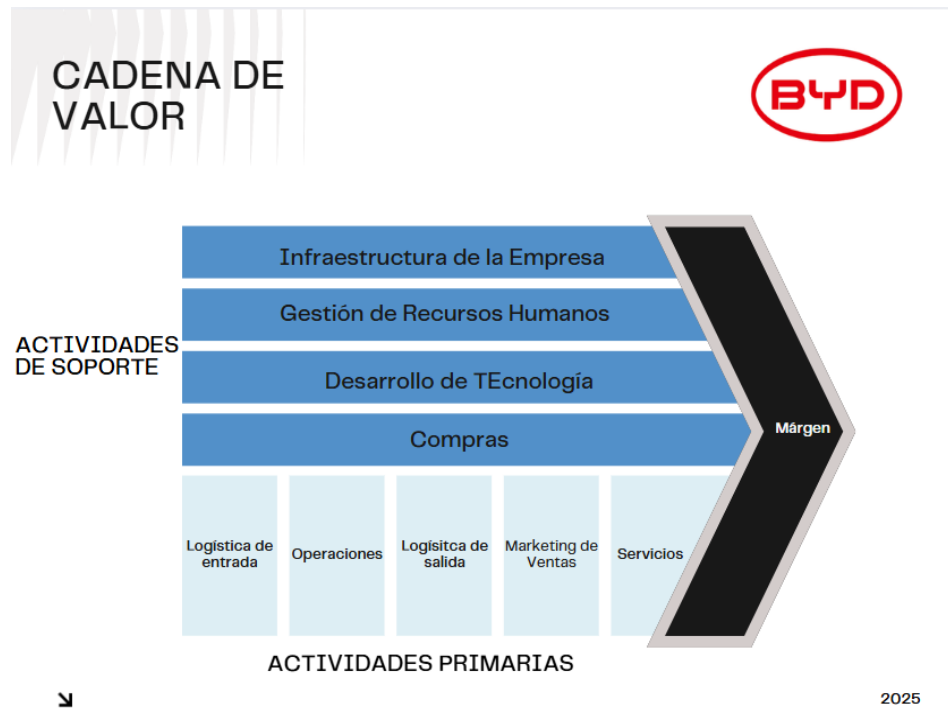 CADENA DE
VALOR
BYD
Infraestructura de la Empresa
Gestión de Recursos Humanos
ACTIVIDADES
DE SOPORTE
Desarrollo de TEcnología
Compras
Márgen
Logística de
entrada
Operaciones
Logísitca de
salida
Marketing de
Ventas
Servicios
ACTIVIDADES PRIMARIAS
2025